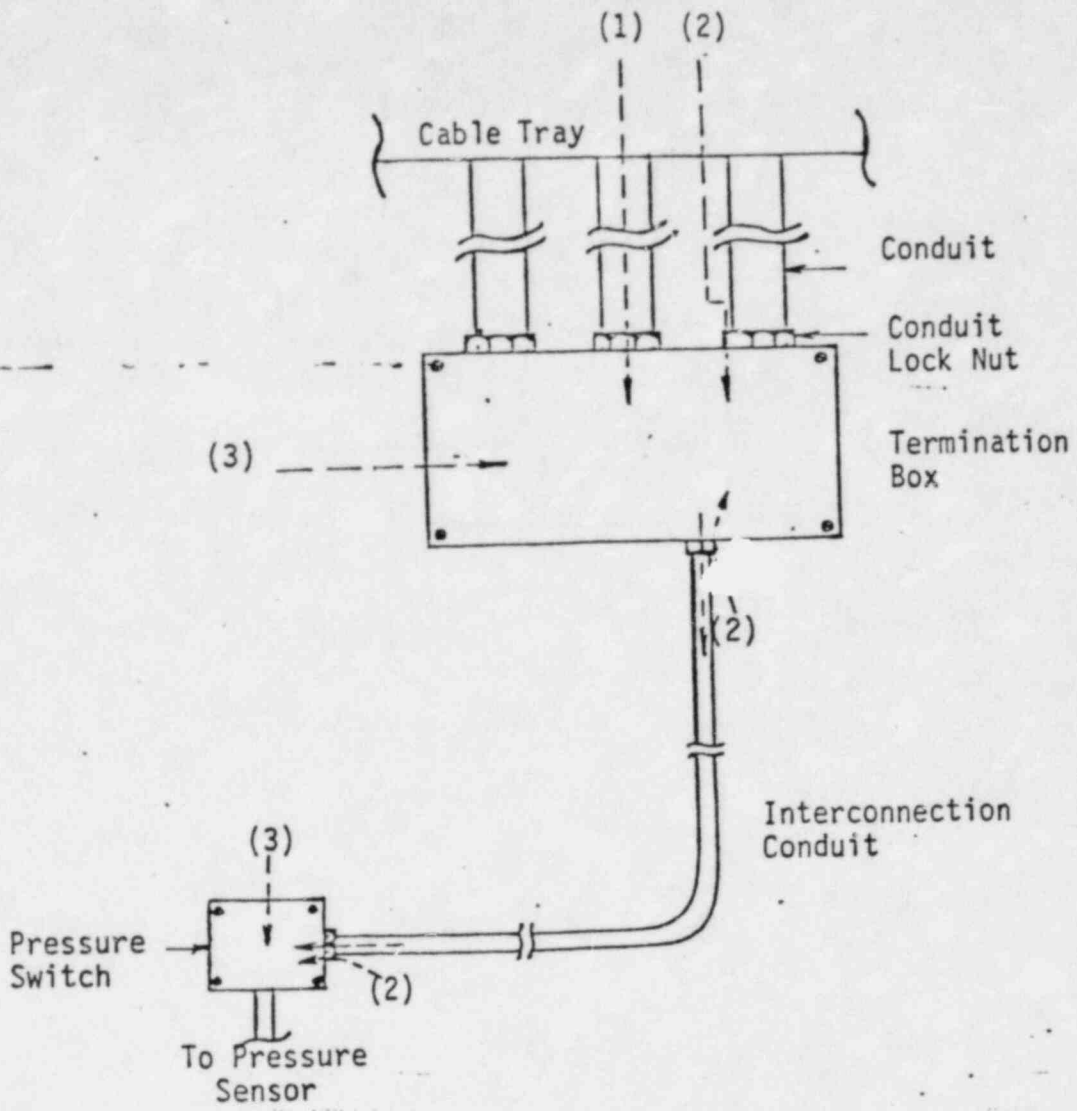 (1) (2)
Cable Tray
Conduit
Conduit
Lock Nut
(3)
Termination
Box
(2)
Interconnection
Conduit
(3)
Pressure
Switch
(2)
To Pressure
Sensor